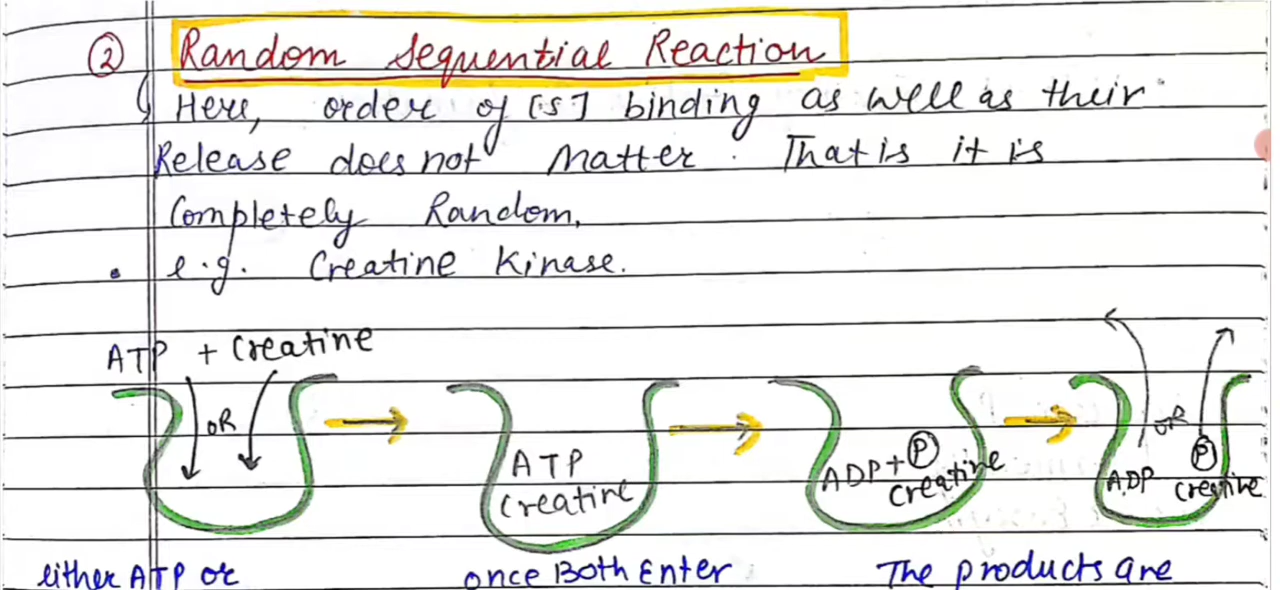 ② Random Sequential Reaction
Here, order of [S] binding as well as their
Release does not matter. That is it is
Completely Random.
• e.g. Creatine Kinase.
ATP + Creatine
OR
ATP
Creatine
ADP + Ⓟ
Creatine
OR
ADP Ⓟ
Creatine
either ATP or
once Both Enter
The products are